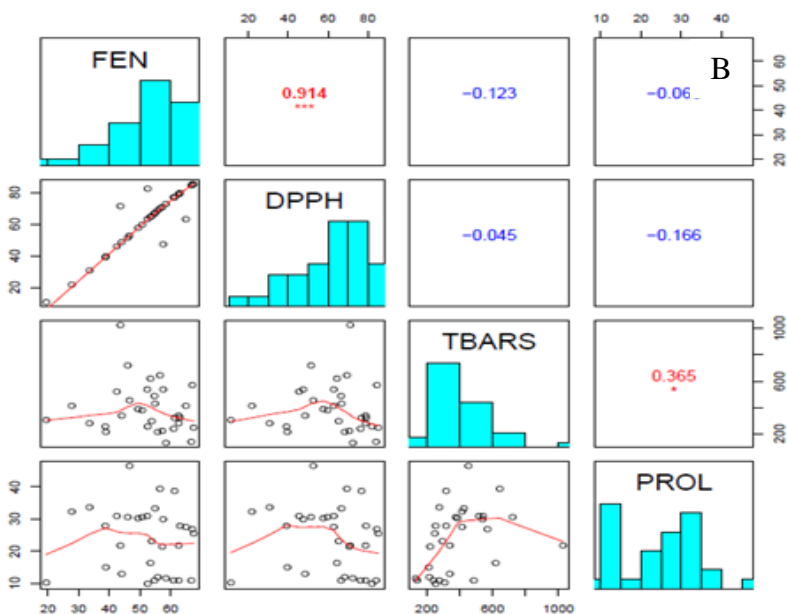 20 40 60 80 10 20 30 40
B
FEN 0.914 −0.123
***
20 30 40 50 60
DPPH −0.045 −0.166
20 40 60 80
TBARS 0.365
*
200 600 1000
PROL
10 20 30 40
20 30 40 50 60 200 600 1000